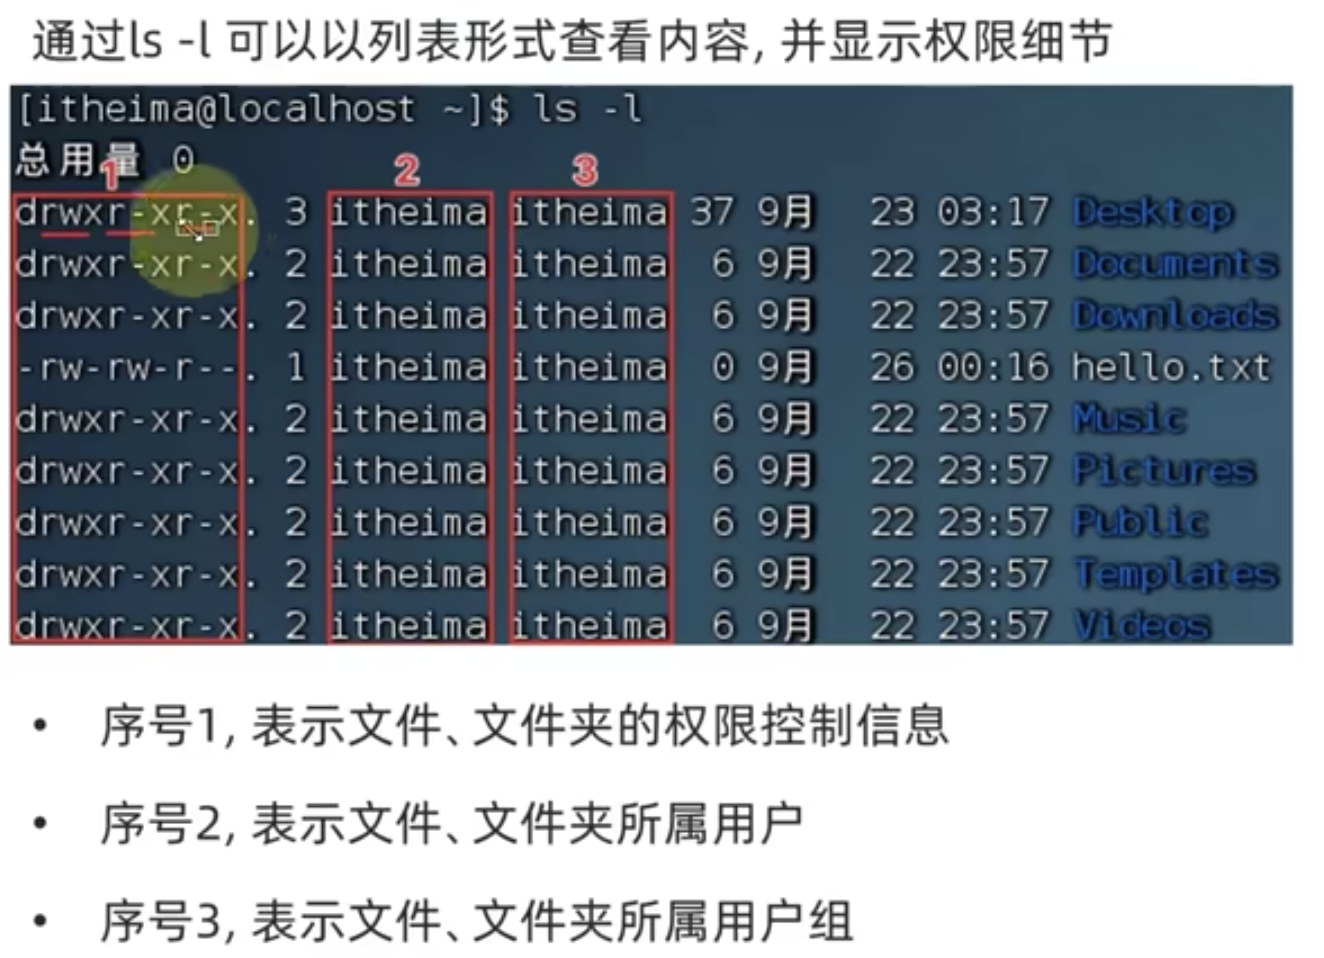 通过ls -l 可以以列表形式查看内容, 并显示权限细节
[itheima@localhost ~]$ ls -l
总用量 0
1 2 3
drwxr-xr-x. 3 itheima itheima 37 9月 23 03:17 Desktop
drwxr-xr-x. 2 itheima itheima 6 9月 22 23:57 Documents
drwxr-xr-x. 2 itheima itheima 6 9月 22 23:57 Downloads
-rw-rw-r--. 1 itheima itheima 0 9月 26 00:16 hello.txt
drwxr-xr-x. 2 itheima itheima 6 9月 22 23:57 Music
drwxr-xr-x. 2 itheima itheima 6 9月 22 23:57 Pictures
drwxr-xr-x. 2 itheima itheima 6 9月 22 23:57 Public
drwxr-xr-x. 2 itheima itheima 6 9月 22 23:57 Templates
drwxr-xr-x. 2 itheima itheima 6 9月 22 23:57 Videos
• 序号1, 表示文件、文件夹的权限控制信息
• 序号2, 表示文件、文件夹所属用户
• 序号3, 表示文件、文件夹所属用户组